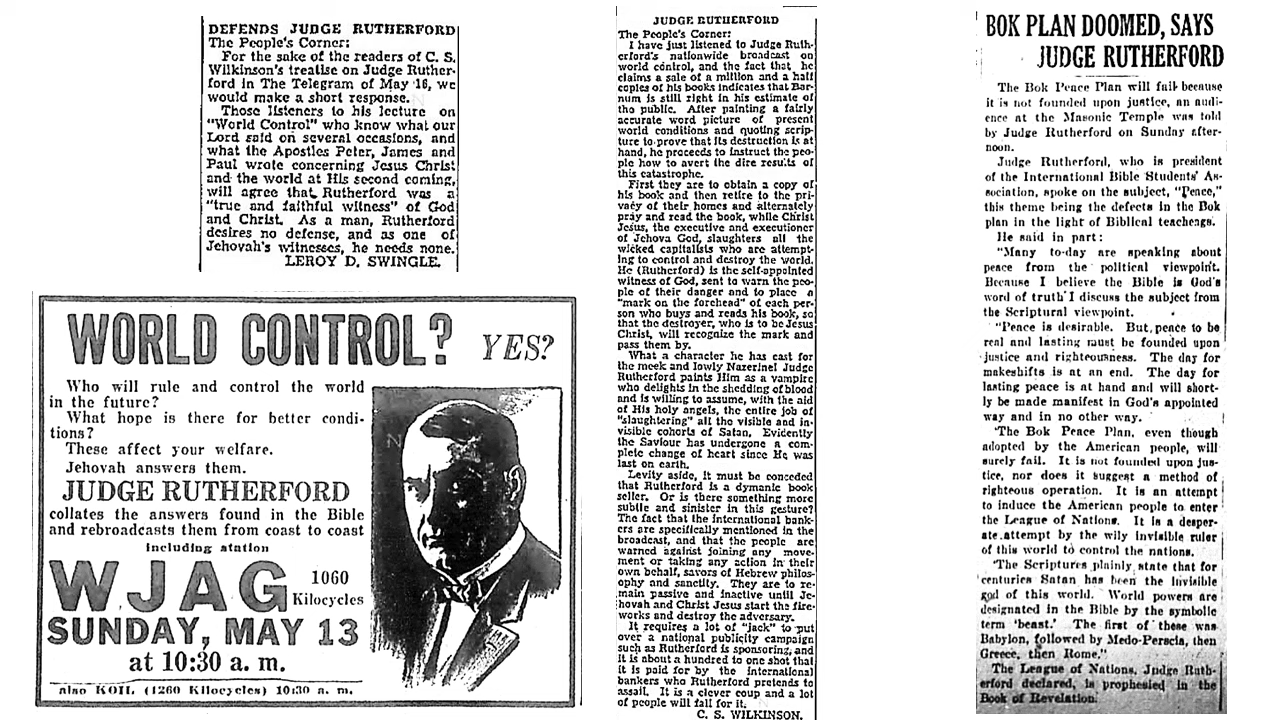 DEFENDS JUDGE RUTHERFORD
The People's Corner:
For the sake of the readers of C. S.
Wilkinson's treatise on Judge Ruther-
ford in The Telegram of May 16, we
would make a short response.
Those listeners to his lecture on
"World Control" who know what our
Lord said on several occasions, and
what the Apostles Peter, James and
Paul wrote concerning Jesus Christ
and the world at His second coming,
will agree that Rutherford was a
"true and faithful witness" of God
and Christ. As a man, Rutherford
desires no defense, and as one of
Jehovah's witnesses, he needs none.
LEROY D. SWINGLE.
WORLD CONTROL? YES?
Who will rule and control the world
in the future?
What hope is there for better condi-
tions?
These affect your welfare.
Jehovah answers them.
JUDGE RUTHERFORD
collates the answers found in the Bible
and rebroadcasts them from coast to coast
including station
WJAG 1060
Kilocycles
SUNDAY, MAY 13
at 10:30 a. m.
also KOIL (1260 Kilocycles) 10:30 a. m.
JUDGE RUTHERFORD
The People's Corner:
I have just listened to Judge Ruth-
erford's nationwide broadcast on
world control, and the fact that he
claims a sale of a million and a half
copies of his books indicates that Bar-
num is still right in his estimate of
the public. After painting a fairly
accurate word picture of present
world conditions and quoting scrip-
ture to prove that its destruction is at
hand, he proceeds to instruct the peo-
ple how to avert the dire results of
this catastrophe.
First they are to obtain a copy of
his book and then retire to the pri-
vacy of their homes and alternately
pray and read the book, while Christ
Jesus, the executive and executioner
of Jehova God, slaughters all the
wicked capitalists who are attempt-
ing to control and destroy the world.
He (Rutherford) is the self-appointed
witness of God, sent to warn the peo-
ple of their danger and to place a
"mark on the forehead" of each per-
son who buys and reads his book, so
that the destroyer, who is to be Jesus
Christ, will recognize the mark and
pass them by.
What a character he has cast for
the meek and lowly Nazerine! Judge
Rutherford paints Him as a vampire
who delights in the shedding of blood
and is willing to assume, with the aid
of His holy angels, the entire job of
"slaughtering" all the visible and in-
visible cohorts of Satan. Evidently
the Saviour has undergone a com-
plete change of heart since He was
last on earth.
Levity aside, it must be conceded
that Rutherford is a dymanic book
seller. Or is there something more
subtle and sinister in this gesture?
The fact that the international bank-
ers are specifically mentioned in the
broadcast, and that the people are
warned against joining any move-
ment or taking any action in their
own behalf, savors of Hebrew philos-
ophy and sanctity. They are to re-
main passive and inactive until Je-
hovah and Christ Jesus start the fire-
works and destroy the adversary.
It requires a lot of "jack" to put
over a national publicity campaign
such as Rutherford is sponsoring, and
it is about a hundred to one shot that
it is paid for by the international
bankers who Rutherford pretends to
assail. It is a clever coup and a lot
of people will fall for it.
C. S. WILKINSON.
BOK PLAN DOOMED, SAYS
JUDGE RUTHERFORD
The Bok Peace Plan will fail because
it is not founded upon justice, an audi-
ence at the Masonic Temple was told
by Judge Rutherford on Sunday after-
noon.
Judge Rutherford, who is president
of the International Bible Students' As-
sociation, spoke on the subject, "Peace,"
this theme being the defects in the Bok
plan in the light of Biblical teachengs.
He said in part:
"Many to-day are speaking about
peace from the political viewpoint.
Because I believe the Bible is God's
word of truth I discuss the subject from
the Scriptural viewpoint.
"Peace is desirable. But peace to be
real and lasting must be founded upon
justice and righteousness. The day for
makeshifts is at an end. The day for
lasting peace is at hand and will short-
ly be made manifest in God's appointed
way and in no other way.
"The Bok Peace Plan, even though
adopted by the American people, will
surely fail. It is not founded upon jus-
tice, nor does it suggest a method of
righteous operation. It is an attempt
to induce the American people to enter
the League of Nations. It is a desper-
ate attempt by the wily invisible ruler
of this world to control the nations.
"The Scriptures plainly state that for
centuries Satan has been the invisible
god of this world. World powers are
designated in the Bible by the symbolic
term 'beast.' The first of these was
Babylon, followed by Medo-Perscia, then
Greece, then Rome."
The League of Nations, Judge Ruth-
erford declared, is prophesied in the
Book of Revelation.